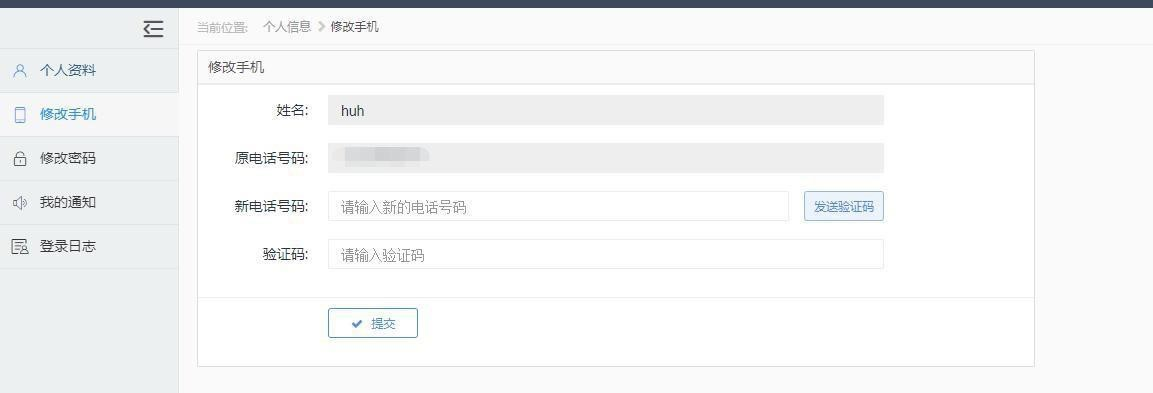 当前位置: 个人信息 修改手机
个人资料
修改手机
修改密码
我的通知
登录日志
修改手机
姓名: huh
原电话号码:
新电话号码: 请输入新的电话号码 发送验证码
验证码: 请输入验证码
提交